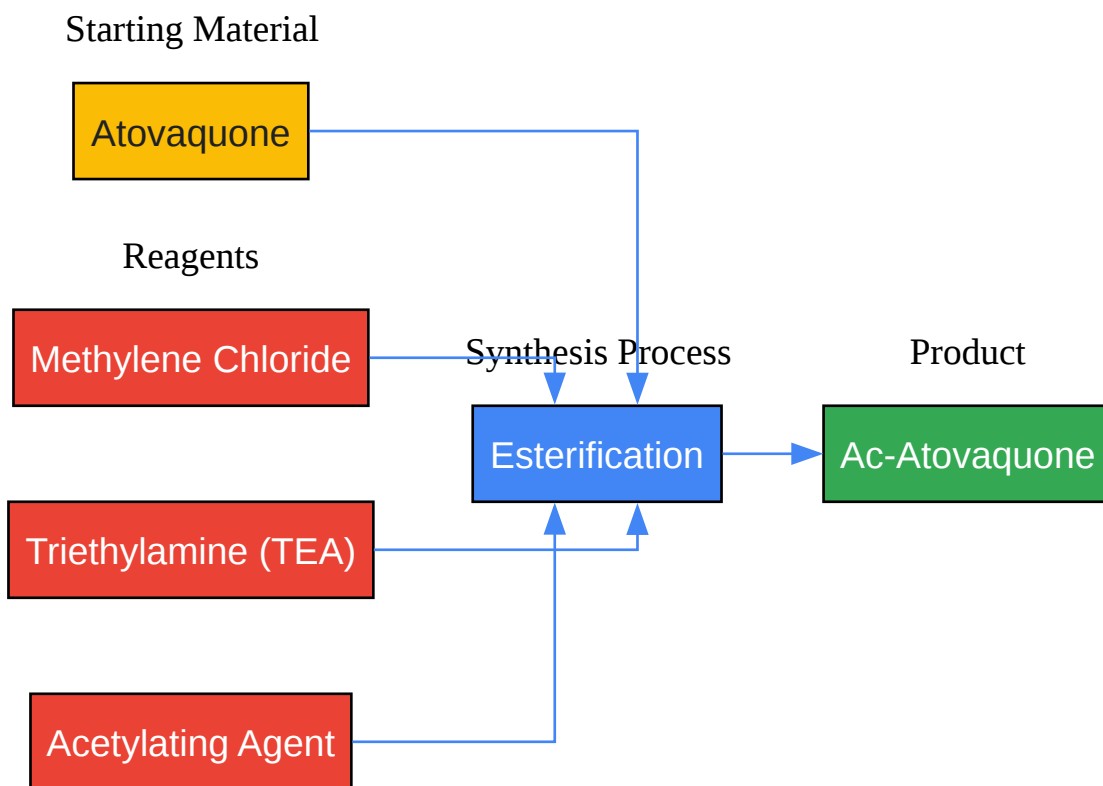 Starting Material
Atovaquone
Reagents
Methylene Chloride
Synthesis Process
Product
Esterification
Ac-Atovaquone
Triethylamine (TEA)
Acetylating Agent